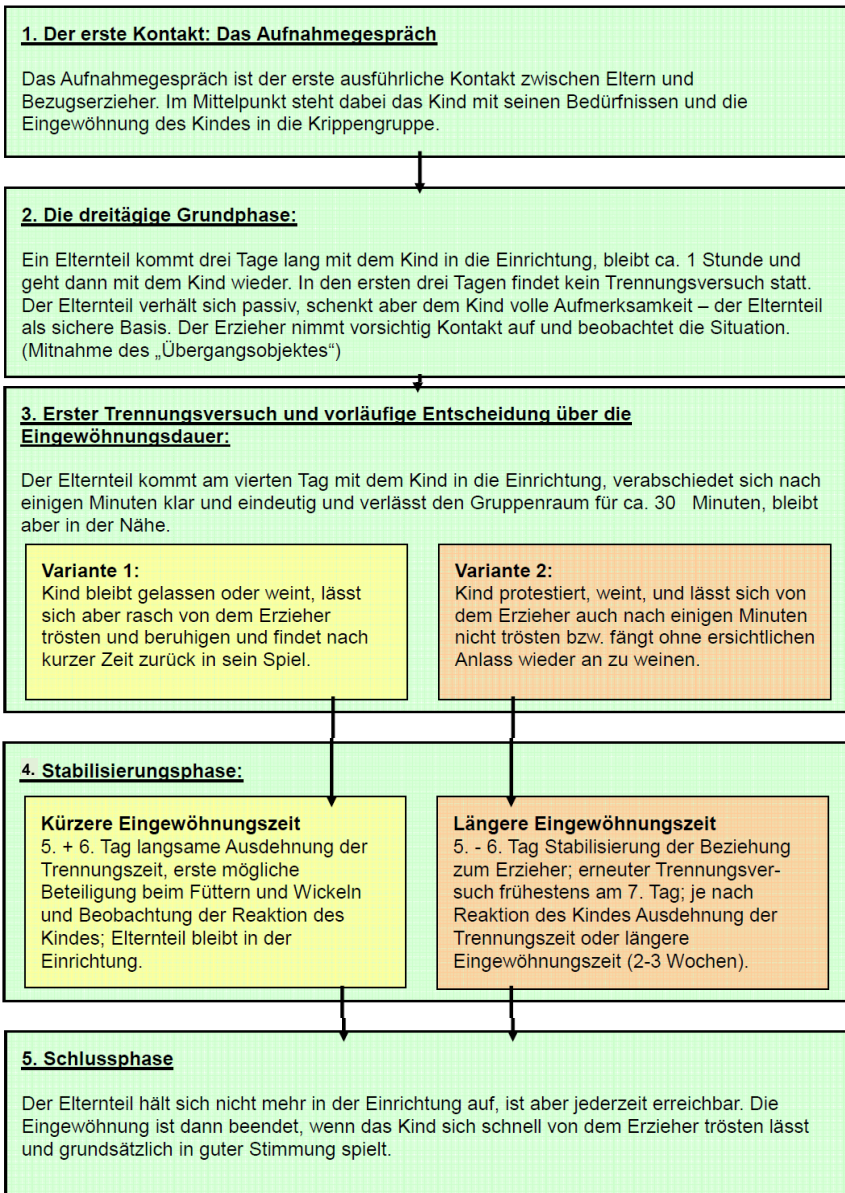 1. Der erste Kontakt: Das Aufnahmegespräch
Das Aufnahmegespräch ist der erste ausführliche Kontakt zwischen Eltern und
Bezugserzieher. Im Mittelpunkt steht dabei das Kind mit seinen Bedürfnissen und die
Eingewöhnung des Kindes in die Krippengruppe.
2. Die dreitägige Grundphase:
Ein Elternteil kommt drei Tage lang mit dem Kind in die Einrichtung, bleibt ca. 1 Stunde und
geht dann mit dem Kind wieder. In den ersten drei Tagen findet kein Trennungsversuch statt.
Der Elternteil verhält sich passiv, schenkt aber dem Kind volle Aufmerksamkeit – der Elternteil
als sichere Basis. Der Erzieher nimmt vorsichtig Kontakt auf und beobachtet die Situation.
(Mitnahme des „Übergangsobjektes“)
3. Erster Trennungsversuch und vorläufige Entscheidung über die
Eingewöhnungsdauer:
Der Elternteil kommt am vierten Tag mit dem Kind in die Einrichtung, verabschiedet sich nach
einigen Minuten klar und eindeutig und verlässt den Gruppenraum für ca. 30 Minuten, bleibt
aber in der Nähe.
Variante 1:
Kind bleibt gelassen oder weint, lässt
sich aber rasch von dem Erzieher
trösten und beruhigen und findet nach
kurzer Zeit zurück in sein Spiel.
Variante 2:
Kind protestiert, weint, und lässt sich von
dem Erzieher auch nach einigen Minuten
nicht trösten bzw. fängt ohne ersichtlichen
Anlass wieder an zu weinen.
4. Stabilisierungsphase:
Kürzere Eingewöhnungszeit
5. + 6. Tag langsame Ausdehnung der
Trennungszeit, erste mögliche
Beteiligung beim Füttern und Wickeln
und Beobachtung der Reaktion des
Kindes; Elternteil bleibt in der
Einrichtung.
Längere Eingewöhnungszeit
5. - 6. Tag Stabilisierung der Beziehung
zum Erzieher; erneuter Trennungsver-
such frühestens am 7. Tag; je nach
Reaktion des Kindes Ausdehnung der
Trennungszeit oder längere
Eingewöhnungszeit (2-3 Wochen).
5. Schlussphase
Der Elternteil hält sich nicht mehr in der Einrichtung auf, ist aber jederzeit erreichbar. Die
Eingewöhnung ist dann beendet, wenn das Kind sich schnell von dem Erzieher trösten lässt
und grundsätzlich in guter Stimmung spielt.